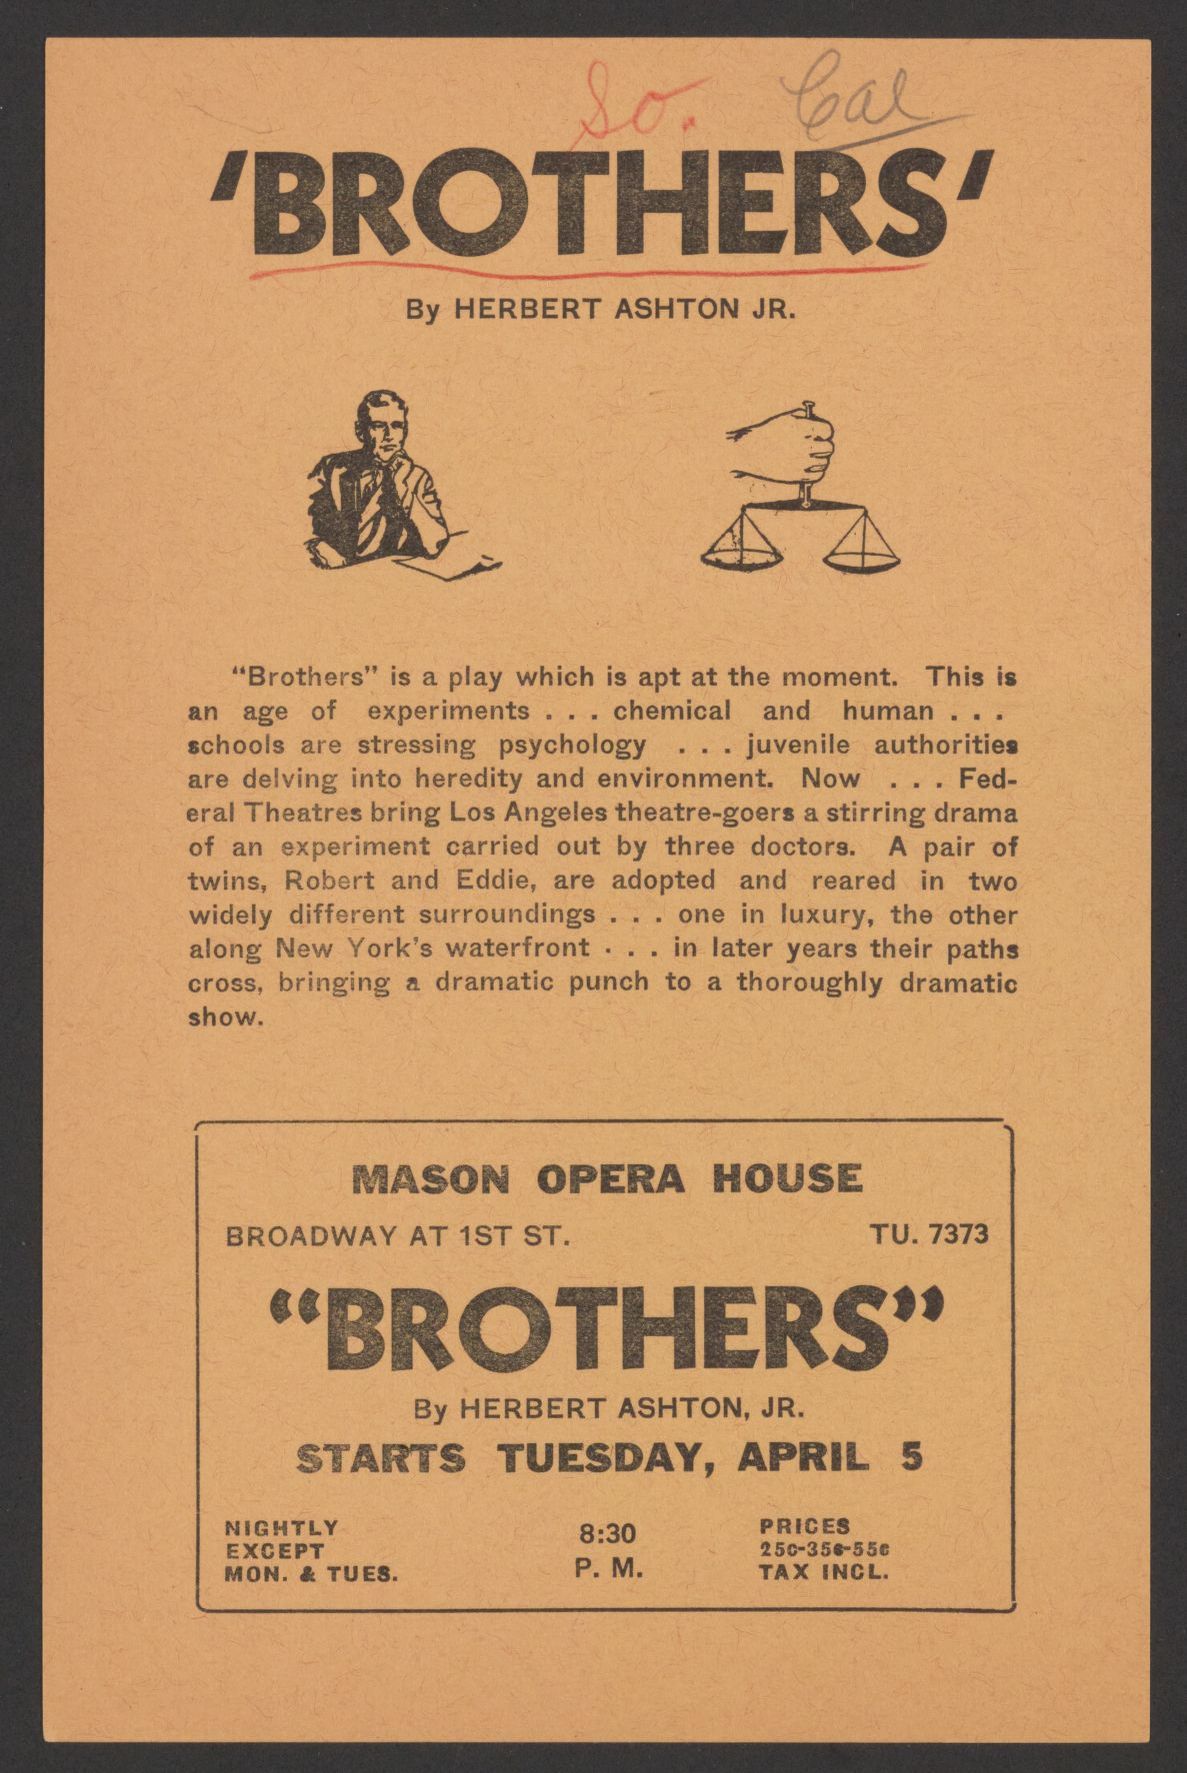 So. Cal
'BROTHERS'
By HERBERT ASHTON JR.
"Brothers" is a play which is apt at the moment. This is
an age of experiments . . . chemical and human . . .
schools are stressing psychology . . . juvenile authorities
are delving into heredity and environment. Now . . . Fed-
eral Theatres bring Los Angeles theatre-goers a stirring drama
of an experiment carried out by three doctors. A pair of
twins, Robert and Eddie, are adopted and reared in two
widely different surroundings . . . one in luxury, the other
along New York's waterfront . . . in later years their paths
cross, bringing a dramatic punch to a thoroughly dramatic
show.
MASON OPERA HOUSE
BROADWAY AT 1ST ST. TU. 7373
"BROTHERS"
By HERBERT ASHTON, JR.
STARTS TUESDAY, APRIL 5
NIGHTLY
EXCEPT
MON. & TUES.
8:30
P. M.
PRICES
25c-35c-55c
TAX INCL.